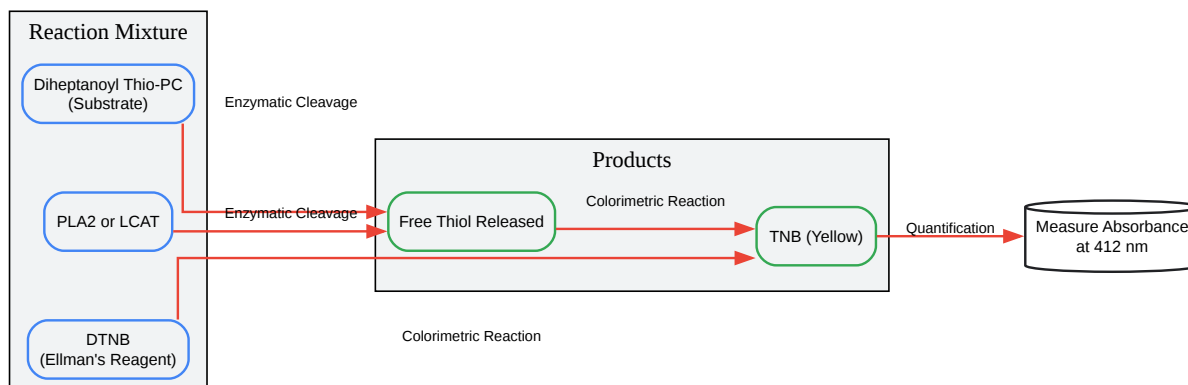 Reaction Mixture
Diheptanoyl Thio-PC
(Substrate)
Enzymatic Cleavage
Products
PLA2 or LCAT
Enzymatic Cleavage
Free Thiol Released
Colorimetric Reaction
TNB (Yellow)
Quantification
Measure Absorbance
at 412 nm
DTNB
(Ellman's Reagent)
Colorimetric Reaction